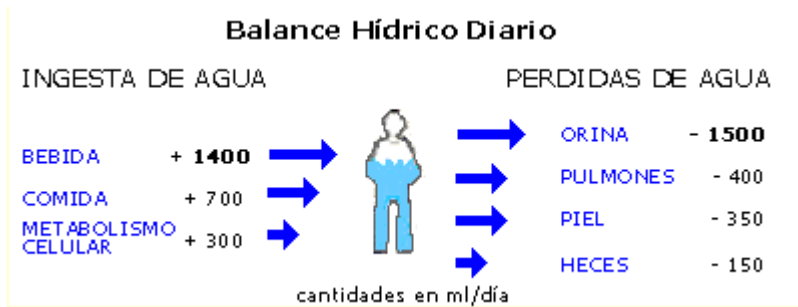 Balance Hídrico Diario
INGESTA DE AGUA
BEBIDA + 1400
COMIDA + 700
METABOLISMO
CELULAR + 300
PERDIDAS DE AGUA
ORINA - 1500
PULMONES - 400
PIEL - 350
HECES - 150
cantidades en ml/día